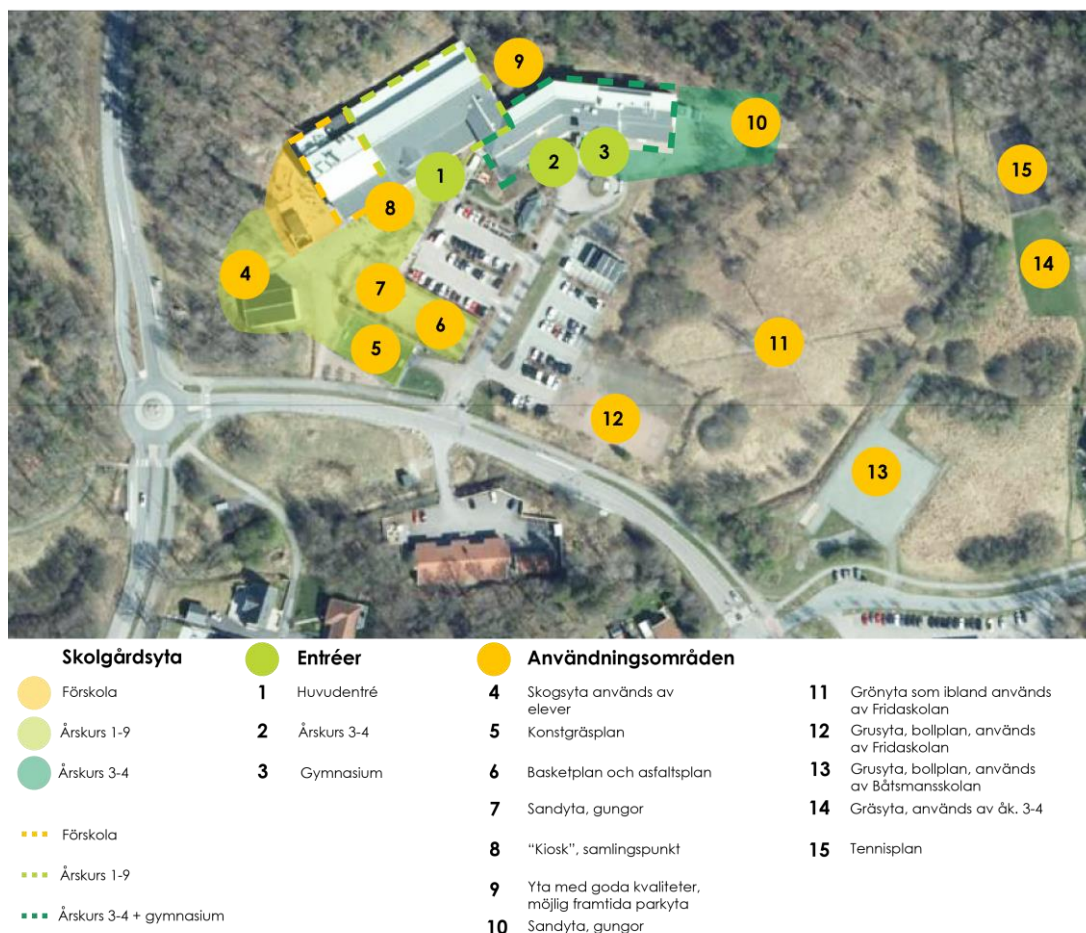 9
10
3
2
1
15
8
14
4
7
6
11
5
12
13
Skolgårdsyta
Förskola
Årskurs 1-9
Årskurs 3-4
Förskola
Årskurs 1-9
Årskurs 3-4 + gymnasium
Entréer
1 Huvudentré
2 Årskurs 3-4
3 Gymnasium
Användningsområden
4 Skogsyta används av
elever
5 Konstgräsplan
6 Basketplan och asfaltsplan
7 Sandyta, gungor
8 “Kiosk”, samlingspunkt
9 Yta med goda kvaliteter,
möjlig framtida parkyta
10 Sandyta, gungor
11 Grönyta som ibland används
av Fridaskolan
12 Grusyta, bollplan, används
av Fridaskolan
13 Grusyta, bollplan, används
av Båtsmansskolan
14 Gräsyta, används av åk. 3-4
15 Tennisplan